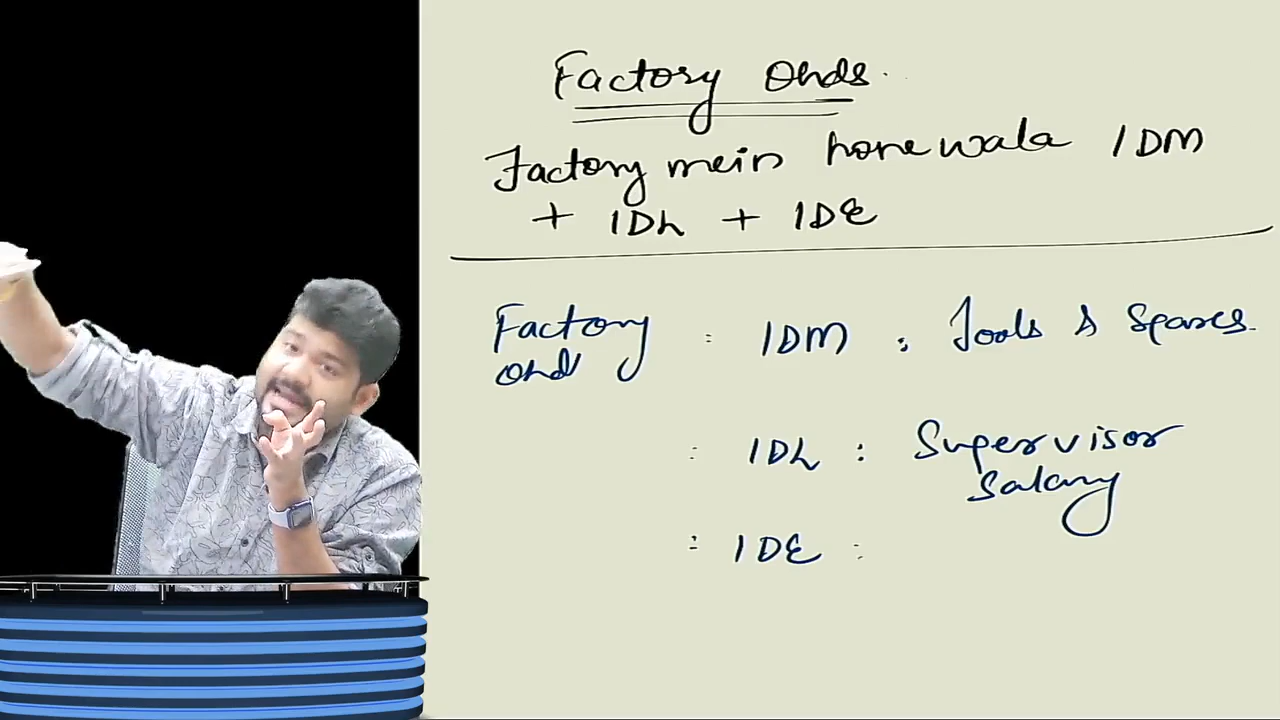 Factory Ohds.
Factory mein hone wala IDM
+ IDL + IDE
Factory ohd : IDM : Tools & Spares.
: IDL : Supervisor Salary
: IDE :